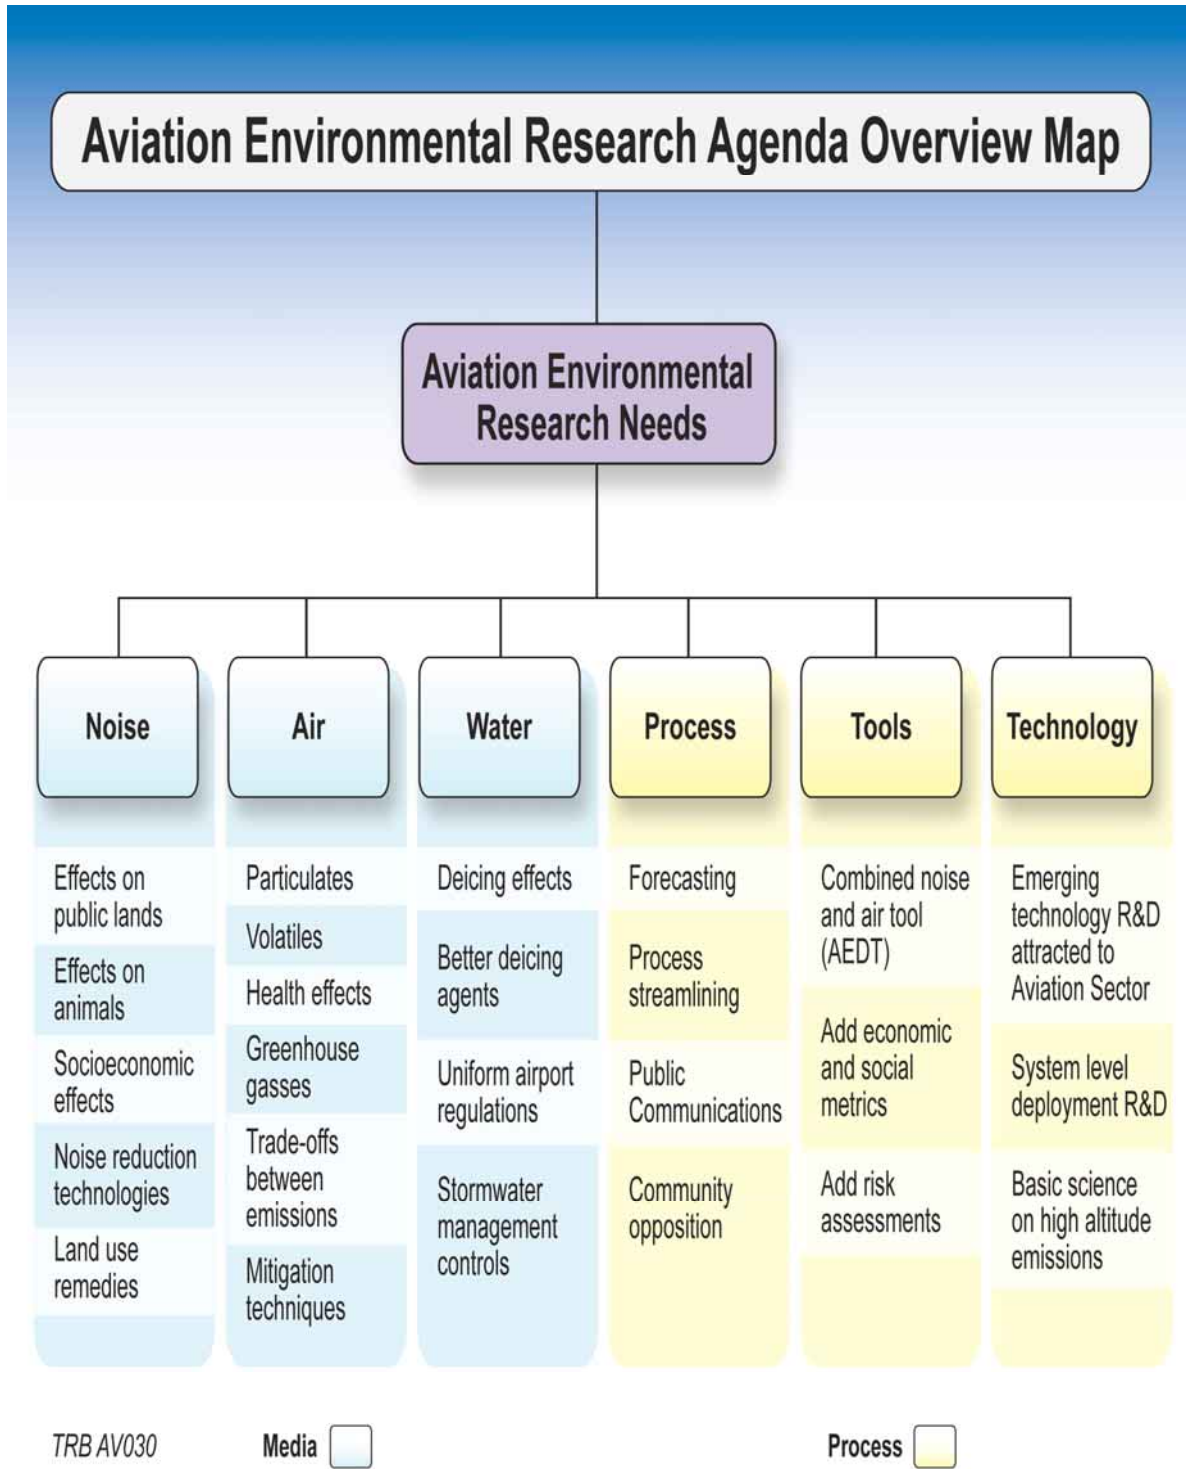 Aviation Environmental Research Agenda Overview Map
Aviation Environmental
Research Needs
Noise
Effects on
public lands
Effects on
animals
Socioeconomic
effects
Noise reduction
technologies
Land use
remedies
Air
Particulates
Volatiles
Health effects
Greenhouse
gasses
Trade-offs
between
emissions
Mitigation
techniques
Water
Deicing effects
Better deicing
agents
Uniform airport
regulations
Stormwater
management
controls
Process
Forecasting
Process
streamlining
Public
Communications
Community
opposition
Tools
Combined noise
and air tool
(AEDT)
Add economic
and social
metrics
Add risk
assessments
Technology
Emerging
technology R&D
attracted to
Aviation Sector
System level
deployment R&D
Basic science
on high altitude
emissions
TRB AV030
Media
Process